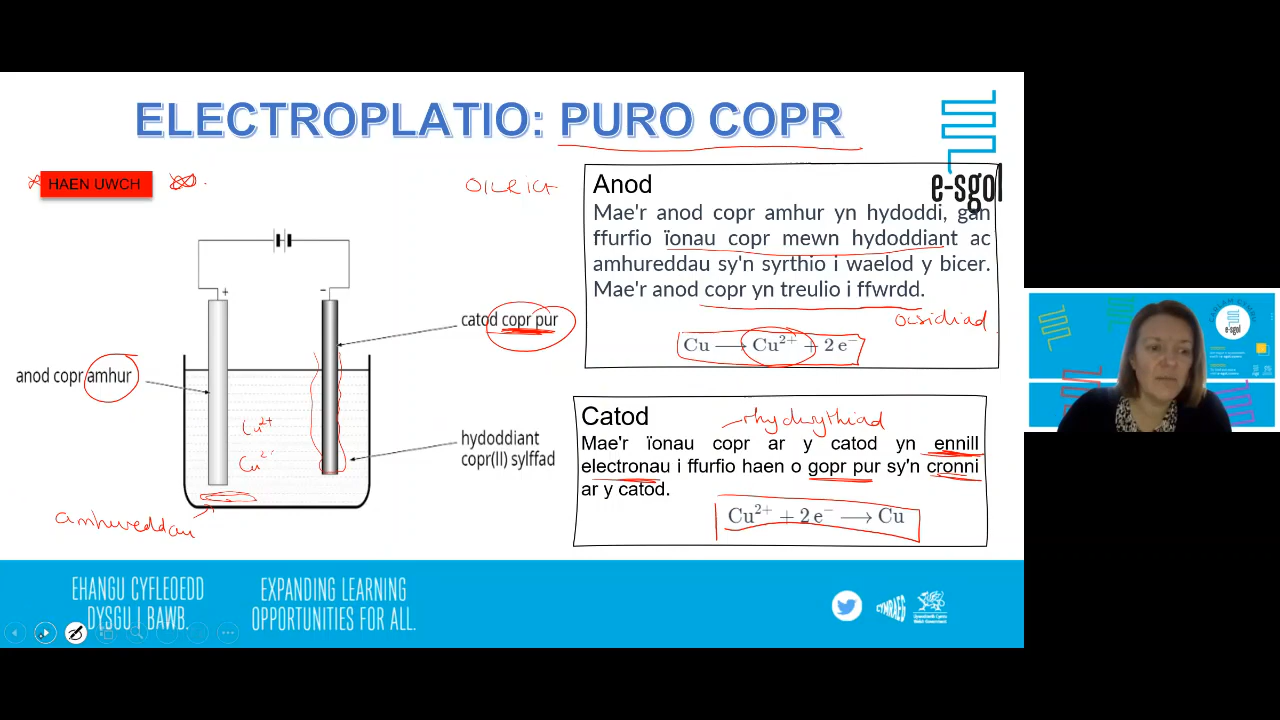 ELECTROPLATIO: PURO COPR
HAEN UWCH
OILRIG
Anod
Mae'r anod copr amhur yn hydoddi, gan
ffurfio ïonau copr mewn hydoddiant ac
amhureddau sy'n syrthio i waelod y bicer.
Mae'r anod copr yn treulio i ffwrdd.
ocsidiad
Cu ⟶ Cu²⁺ + 2 e⁻
e-sgol
+
−
catod copr pur
anod copr amhur
Cu²⁺
Cu²⁺
hydoddiant
copr(II) sylffad
amhureddau
Catod
rhydwythiad
Mae'r ïonau copr ar y catod yn ennill
electronau i ffurfio haen o gopr pur sy'n cronni
ar y catod.
Cu²⁺ + 2 e⁻ ⟶ Cu
EHANGU CYFLEOEDD
DYSGU I BAWB.
EXPANDING LEARNING
OPPORTUNITIES FOR ALL.
CYMRAEG
e-sgol